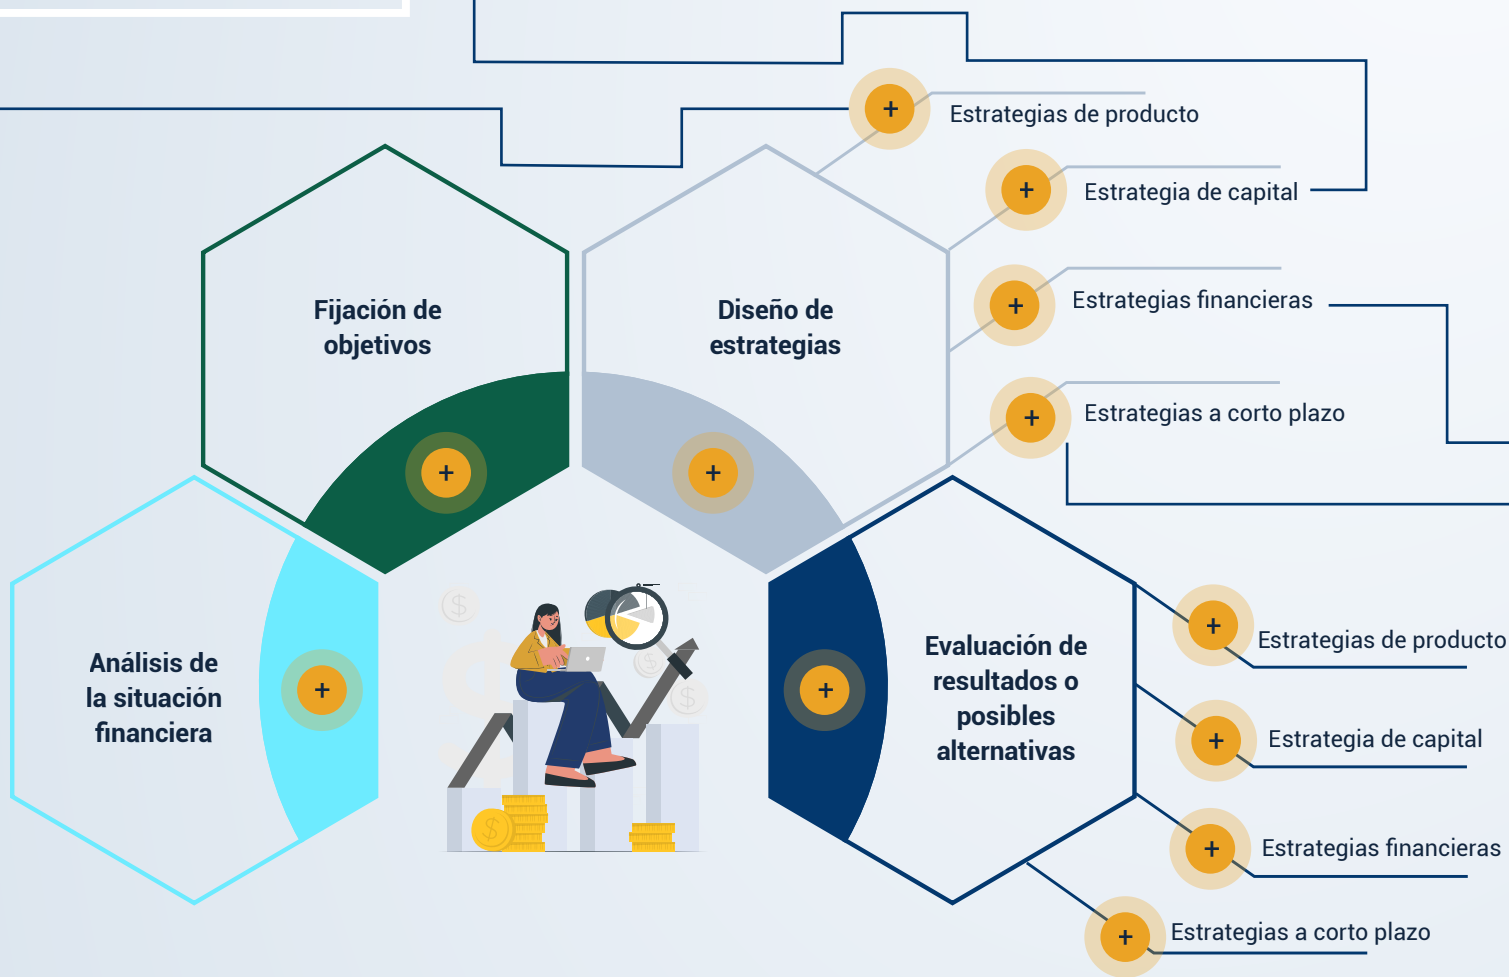 Estrategias de producto
Estrategia de capital
Estrategias financieras
Estrategias a corto plazo
Fijación de
objetivos
Diseño de
estrategias
Análisis de
la situación
financiera
Evaluación de
resultados o
posibles
alternativas
Estrategias de producto
Estrategia de capital
Estrategias financieras
Estrategias a corto plazo